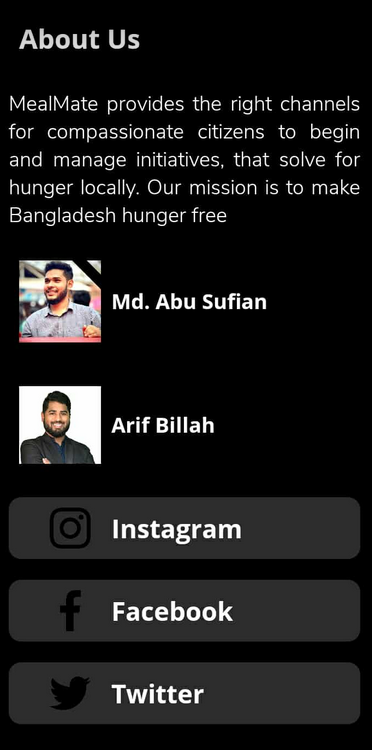 About Us
MealMate provides the right channels
for compassionate citizens to begin
and manage initiatives, that solve for
hunger locally. Our mission is to make
Bangladesh hunger free
Md. Abu Sufian
Arif Billah
Instagram
Facebook
Twitter